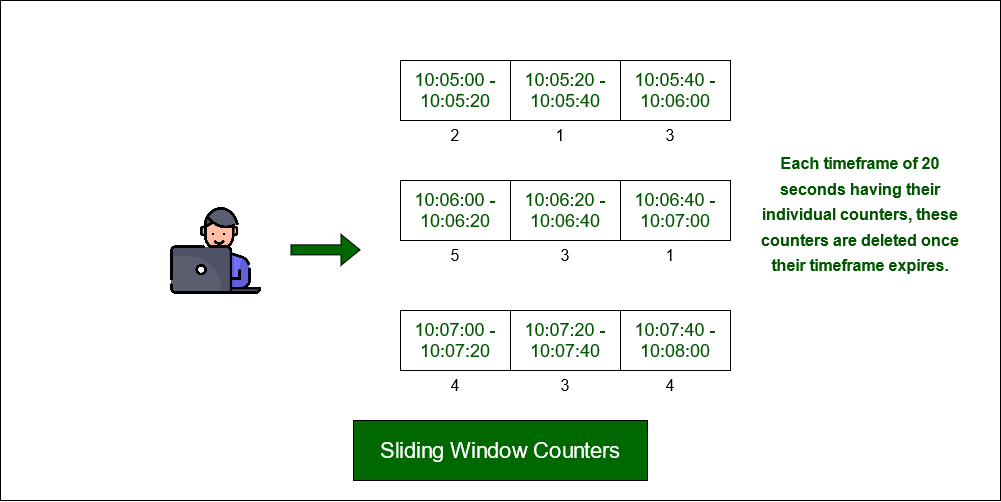 10:05:00 - 10:05:20 - 10:05:40 -
10:05:20 10:05:40 10:06:00
2 1 3
Each timeframe of 20
seconds having their
individual counters, these
counters are deleted once
their timeframe expires.
10:06:00 - 10:06:20 - 10:06:40 -
10:06:20 10:06:40 10:07:00
5 3 1
10:07:00 - 10:07:20 - 10:07:40 -
10:07:20 10:07:40 10:08:00
4 3 4
Sliding Window Counters